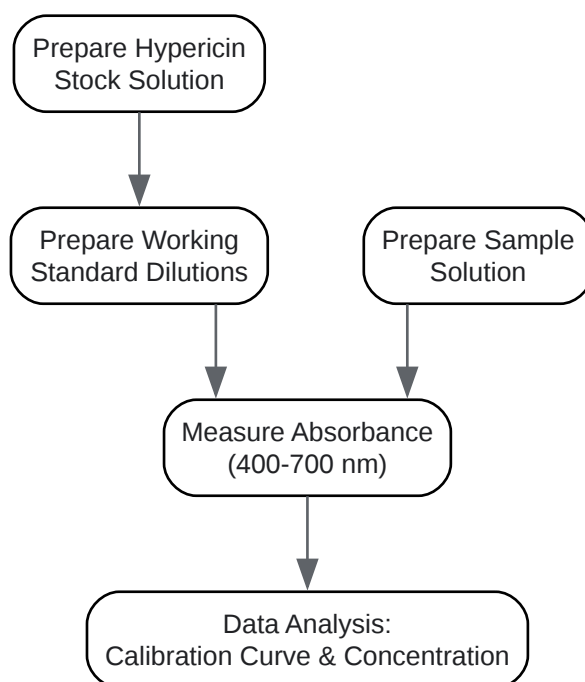 Prepare Hypericin
Stock Solution
Prepare Working
Standard Dilutions
Prepare Sample
Solution
Measure Absorbance
(400-700 nm)
Data Analysis:
Calibration Curve & Concentration